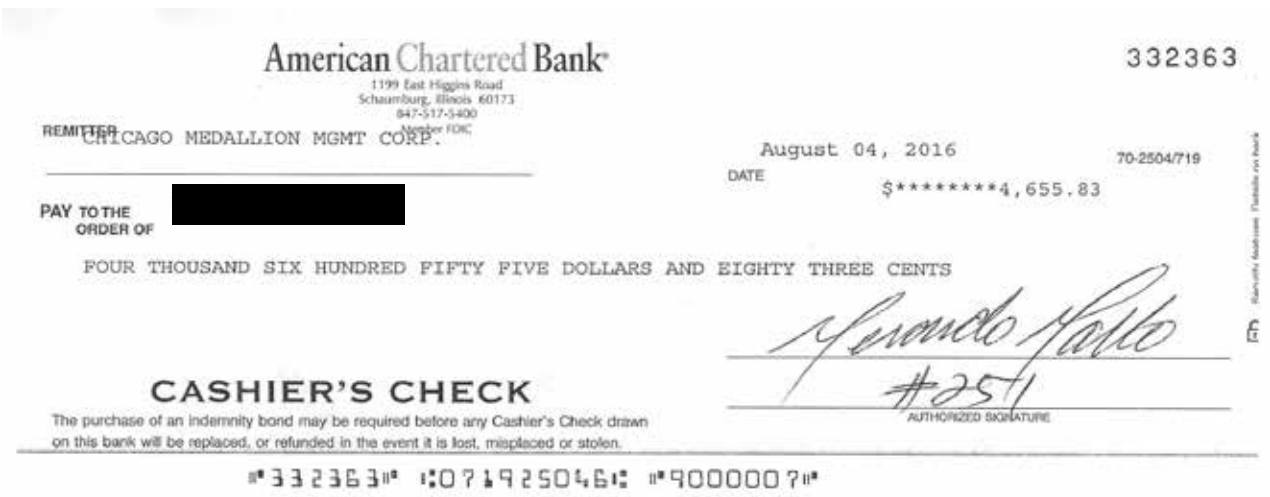 American Chartered Bank
332363
1199 East Higgins Road
Schaumburg, Illinois 60173
847-517-5400
Member FDIC
REMITTER
CHICAGO MEDALLION MGMT CORP.
August 04, 2016
70-2504/719
DATE
$********4,655.83
PAY TO THE
ORDER OF
FOUR THOUSAND SIX HUNDRED FIFTY FIVE DOLLARS AND EIGHTY THREE CENTS
#251
CASHIER'S CHECK
AUTHORIZED SIGNATURE
The purchase of an indemnity bond may be required before any Cashier's Check drawn
on this bank will be replaced, or refunded in the event it is lost, misplaced or stolen.
⑈332363⑈ ⑆071925046⑆ ⑈9000007⑈